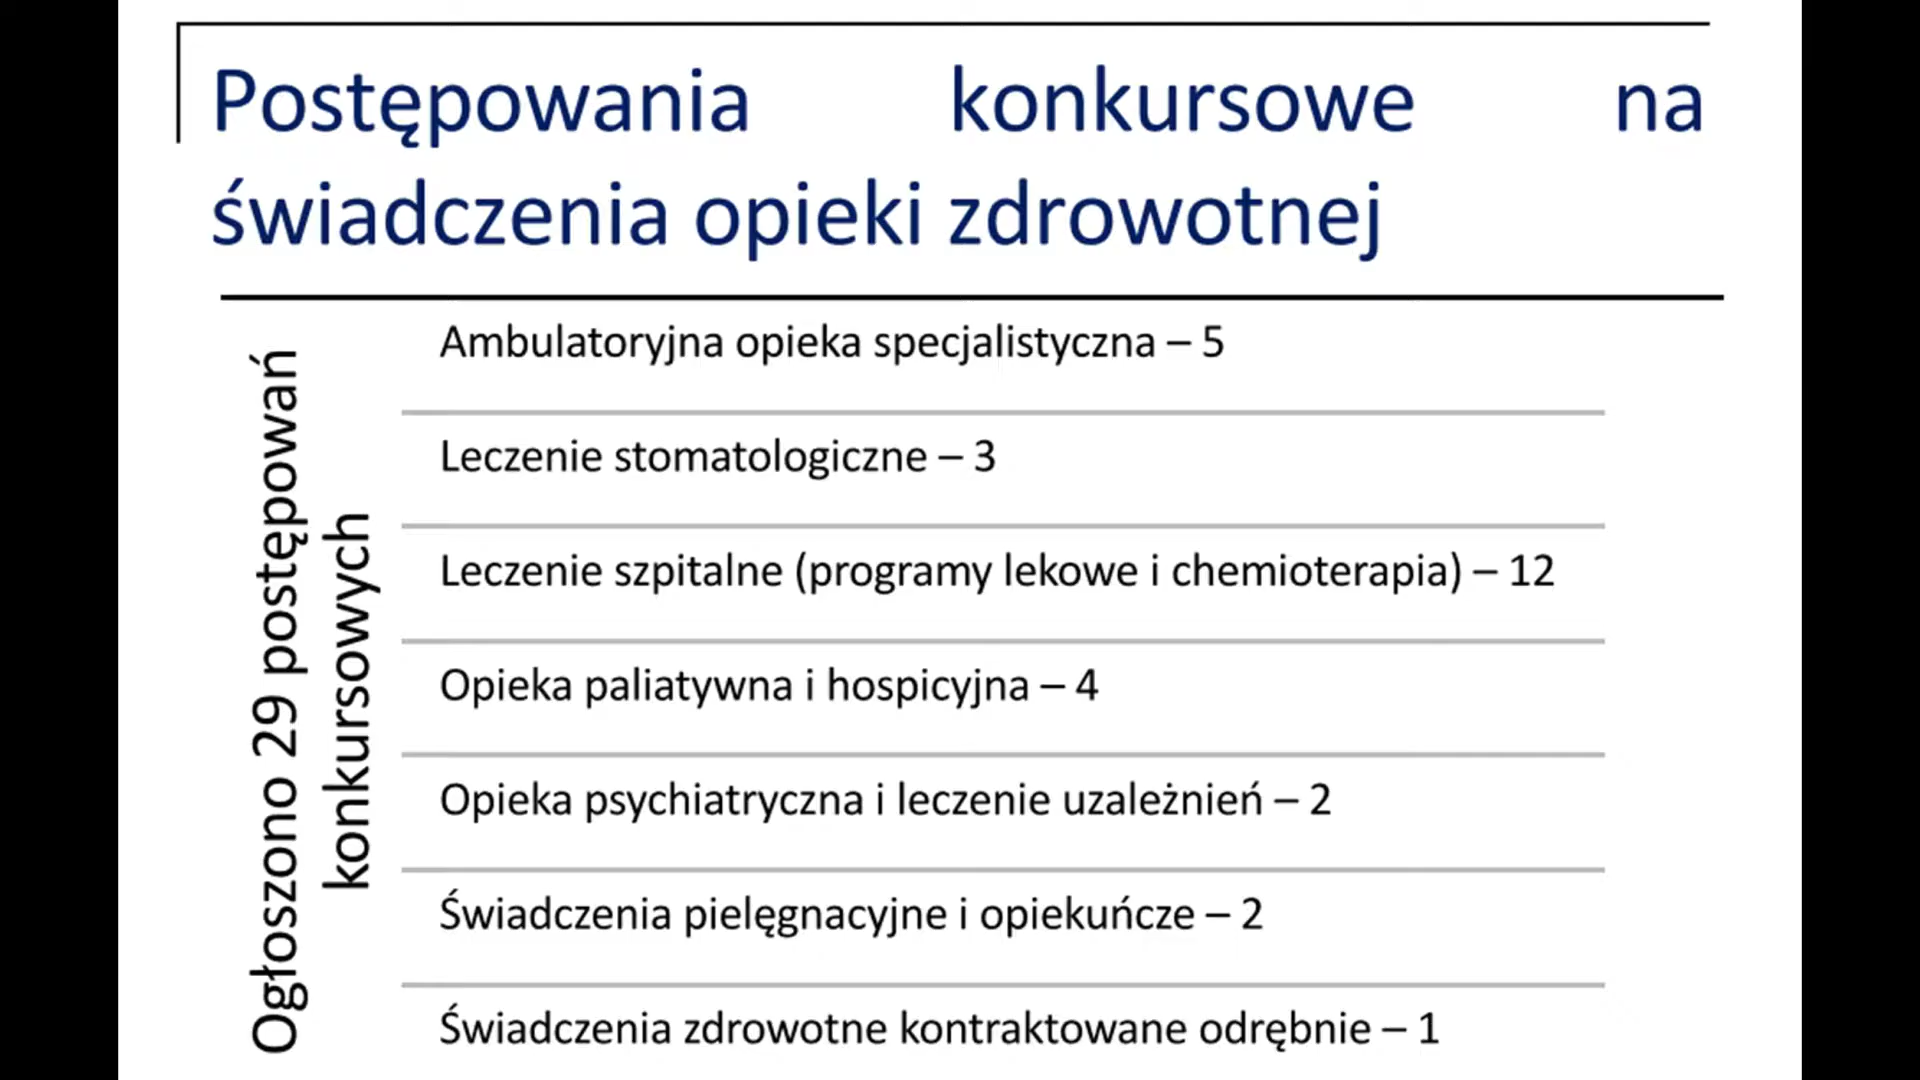 Postępowania konkursowe na
świadczenia opieki zdrowotnej
Ogłoszono 29 postępowań
konkursowych
Ambulatoryjna opieka specjalistyczna – 5
Leczenie stomatologiczne – 3
Leczenie szpitalne (programy lekowe i chemioterapia) – 12
Opieka paliatywna i hospicyjna – 4
Opieka psychiatryczna i leczenie uzależnień – 2
Świadczenia pielęgnacyjne i opiekuńcze – 2
Świadczenia zdrowotne kontraktowane odrębnie – 1